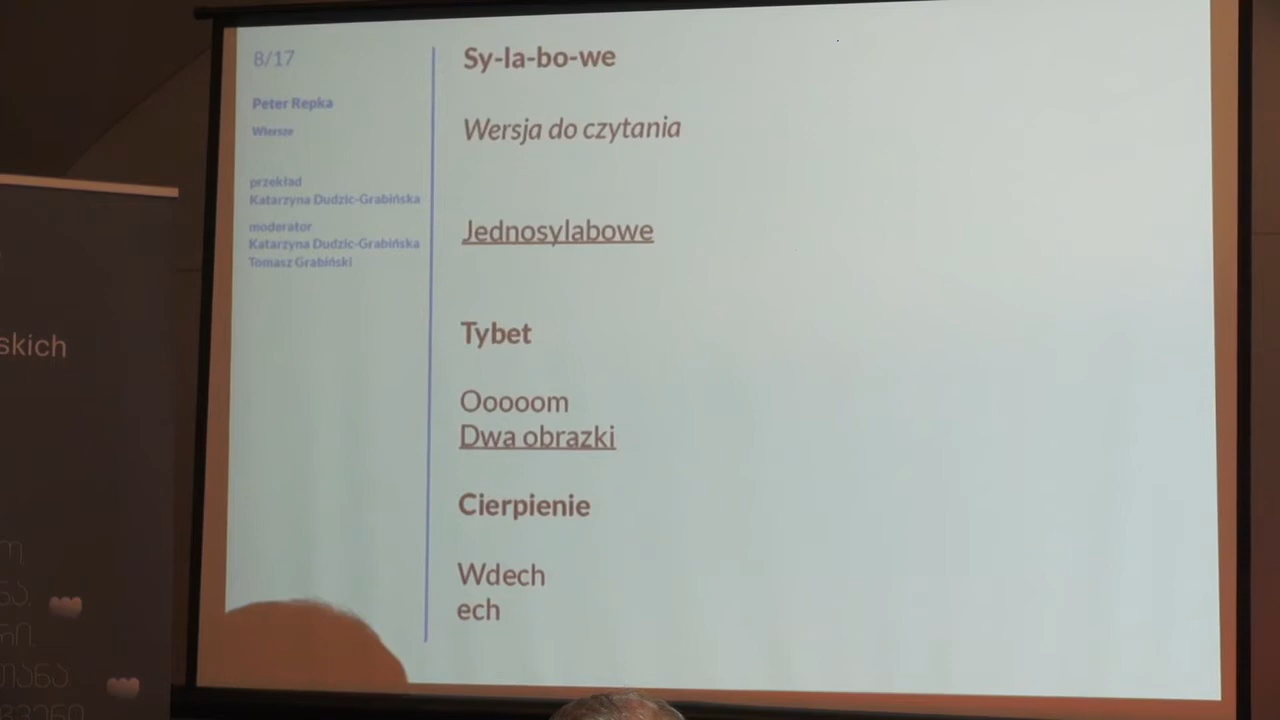 8/17
Peter Repka
Wiersze
przekład
Katarzyna Dudzic-Grabińska
moderator
Katarzyna Dudzic-Grabińska
Tomasz Grabiński
Sy-la-bo-we
Wersja do czytania
Jednosylabowe
Tybet
Ooooom
Dwa obrazki
Cierpienie
Wdech
ech
skich